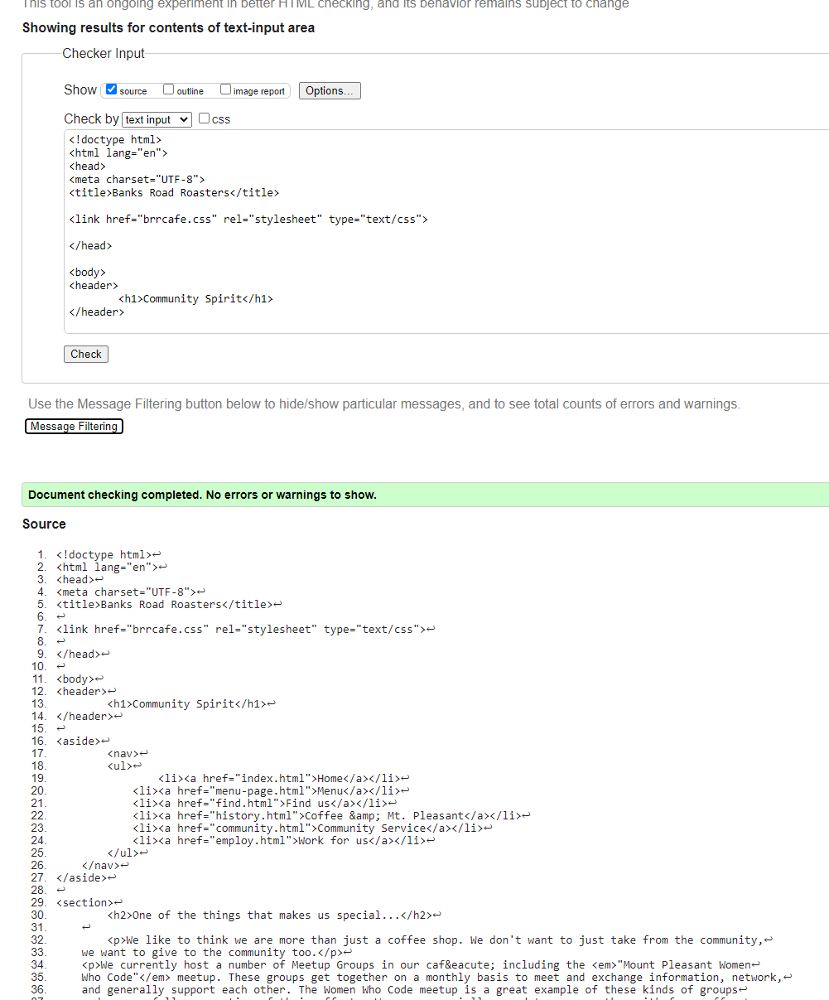 This tool is an ongoing experiment in better HTML checking, and its behavior remains subject to change
Showing results for contents of text-input area
Checker Input
Show source outline image report Options...
Check by text input css
<!doctype html>
<html lang="en">
<head>
<meta charset="UTF-8">
<title>Banks Road Roasters</title>
<link href="brrcafe.css" rel="stylesheet" type="text/css">
</head>
<body>
<header>
<h1>Community Spirit</h1>
</header>
Check
Use the Message Filtering button below to hide/show particular messages, and to see total counts of errors and warnings.
Message Filtering
Document checking completed. No errors or warnings to show.
Source
1. <!doctype html>↩
2. <html lang="en">↩
3. <head>↩
4. <meta charset="UTF-8">↩
5. <title>Banks Road Roasters</title>↩
6. ↩
7. <link href="brrcafe.css" rel="stylesheet" type="text/css">↩
8. ↩
9. </head>↩
10. ↩
11. <body>↩
12. <header>↩
13. <h1>Community Spirit</h1>↩
14. </header>↩
15. ↩
16. <aside>↩
17. <nav>↩
18. <ul>↩
19. <li><a href="index.html">Home</a></li>↩
20. <li><a href="menu-page.html">Menu</a></li>↩
21. <li><a href="find.html">Find us</a></li>↩
22. <li><a href="history.html">Coffee &amp; Mt. Pleasant</a></li>↩
23. <li><a href="community.html">Community Service</a></li>↩
24. <li><a href="employ.html">Work for us</a></li>↩
25. </ul>↩
26. </nav>↩
27. </aside>↩
28. ↩
29. <section>↩
30. <h2>One of the things that makes us special...</h2>↩
31. ↩
32. <p>We like to think we are more than just a coffee shop. We don't want to just take from the community,↩
33. we want to give to the community too.</p>↩
34. <p>We currently host a number of Meetup Groups in our caf&eacute; including the <em>"Mount Pleasant Women↩
35. Who Code"</em> meetup. These groups get together on a monthly basis to meet and exchange information, network,↩
36. and generally support each other. The Women Who Code meetup is a great example of these kinds of groups↩